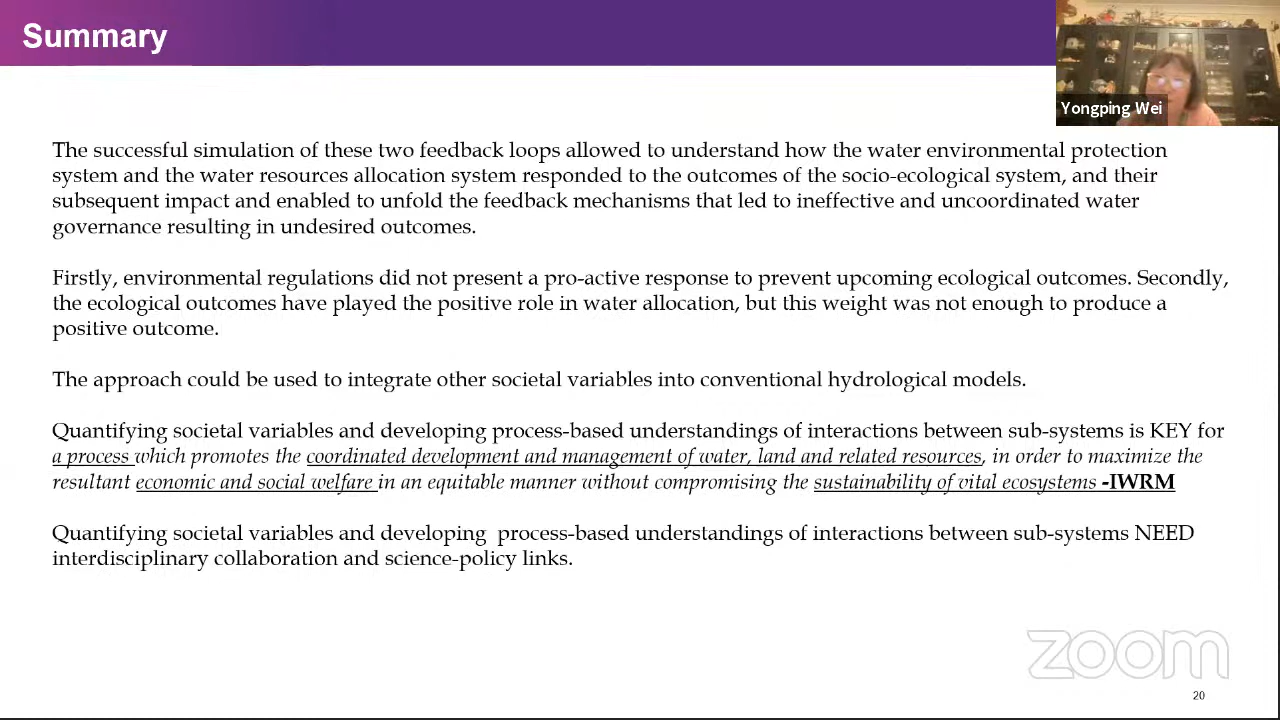 Summary
Yongping Wei
The successful simulation of these two feedback loops allowed to understand how the water environmental protection
system and the water resources allocation system responded to the outcomes of the socio-ecological system, and their
subsequent impact and enabled to unfold the feedback mechanisms that led to ineffective and uncoordinated water
governance resulting in undesired outcomes.
Firstly, environmental regulations did not present a pro-active response to prevent upcoming ecological outcomes. Secondly,
the ecological outcomes have played the positive role in water allocation, but this weight was not enough to produce a
positive outcome.
The approach could be used to integrate other societal variables into conventional hydrological models.
Quantifying societal variables and developing process-based understandings of interactions between sub-systems is KEY for
a process which promotes the coordinated development and management of water, land and related resources, in order to maximize the
resultant economic and social welfare in an equitable manner without compromising the sustainability of vital ecosystems -IWRM
Quantifying societal variables and developing process-based understandings of interactions between sub-systems NEED
interdisciplinary collaboration and science-policy links.
zoom
20